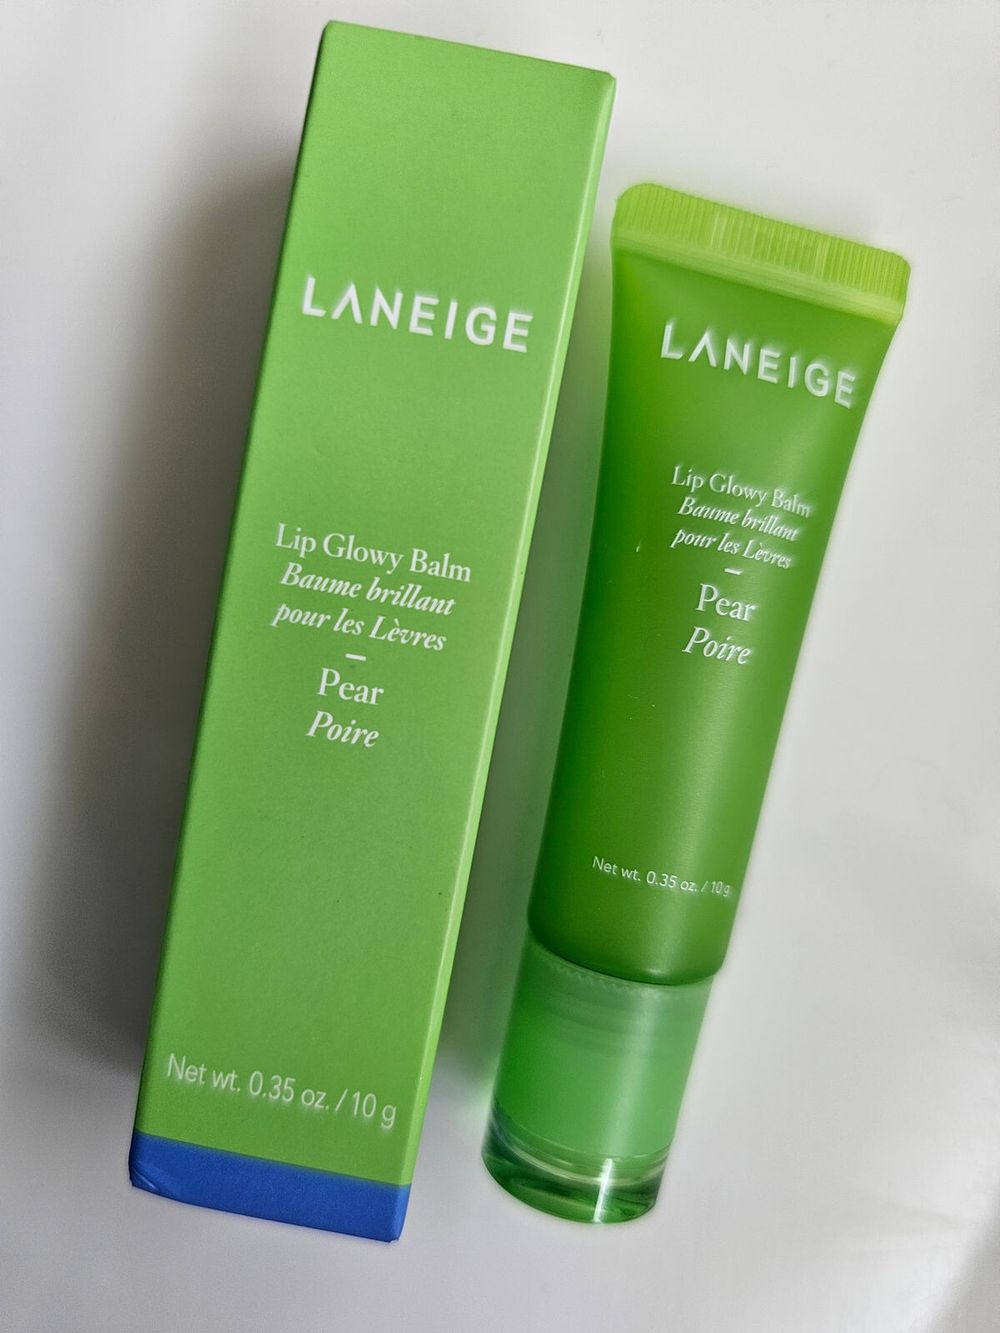 LANEIGE
Lip Glowy Balm
Baume brillant
pour les Lèvres
Pear
Poire
Net wt. 0.35 oz. / 10 g
LANEIGE
Lip Glowy Balm
Baume brillant
pour les Lèvres
Pear
Poire
Net wt. 0.35 oz. / 10 g